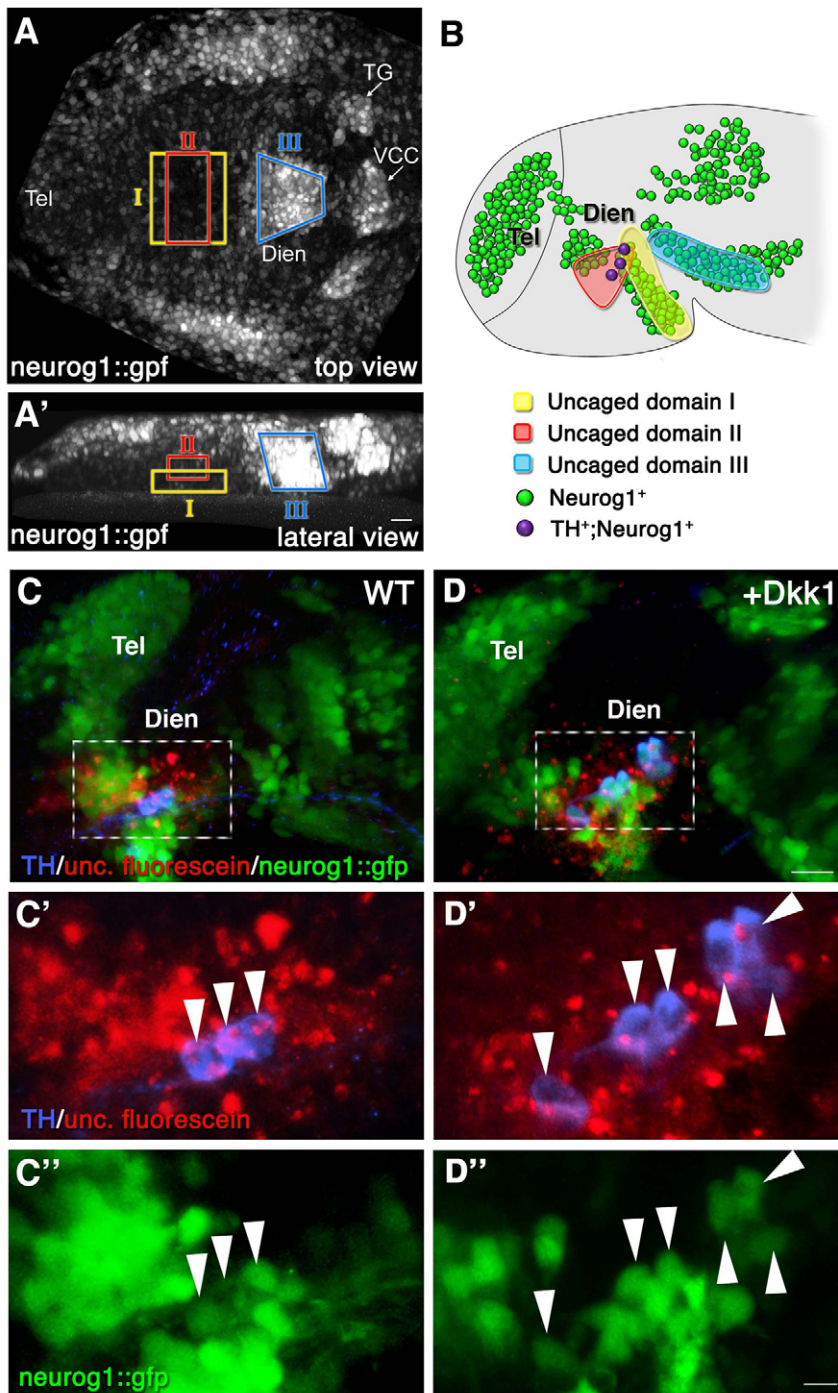 A
TG
II
III
VCC
Tel
I
Dien
neurog1::gpf
top view
A'
II
I
III
neurog1::gpf
lateral view
B
Dien
Tel
Uncaged domain I
Uncaged domain II
Uncaged domain III
Neurog1⁺
TH⁺;Neurog1⁺
C
WT
Tel
Dien
TH/unc. fluorescein/neurog1::gfp
D
+Dkk1
Tel
Dien
C'
TH/unc. fluorescein
D'
C''
neurog1::gfp
D''